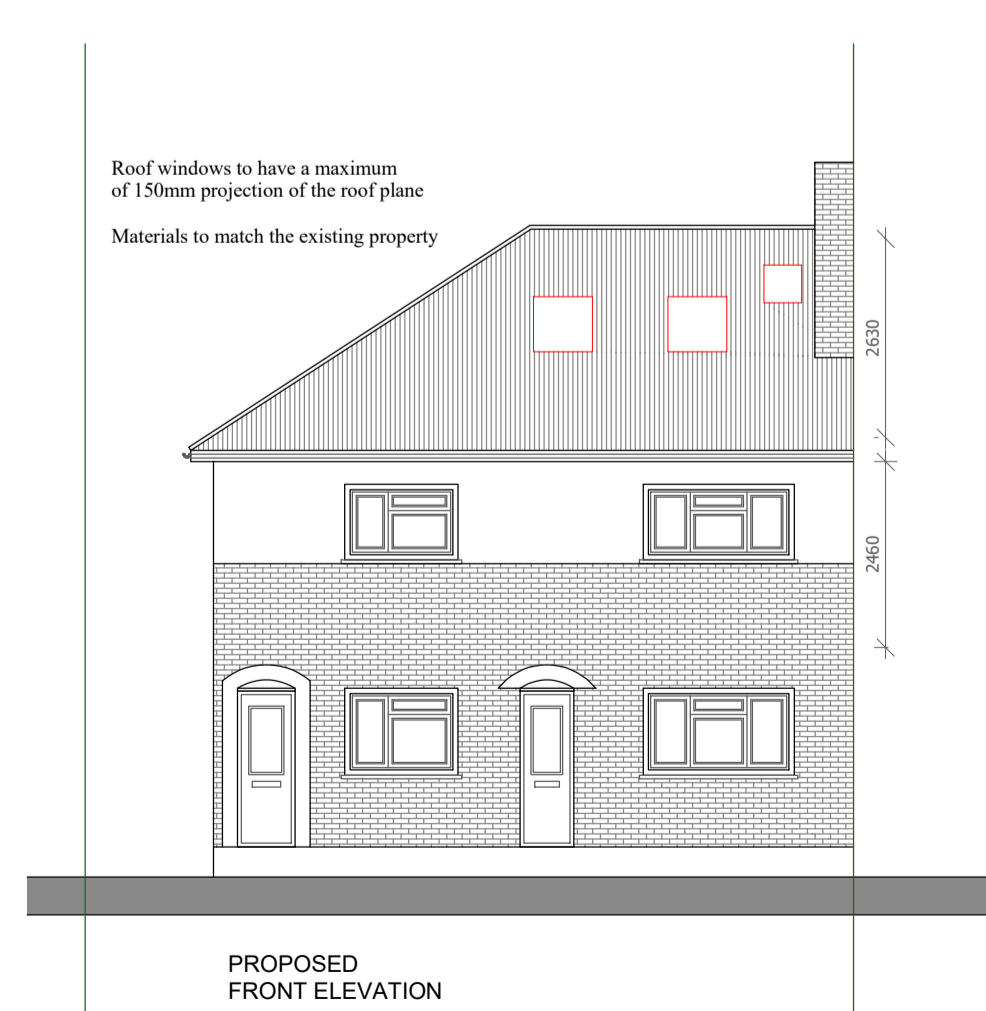 Roof windows to have a maximum
of 150mm projection of the roof plane
Materials to match the existing property
2630
2460
PROPOSED
FRONT ELEVATION